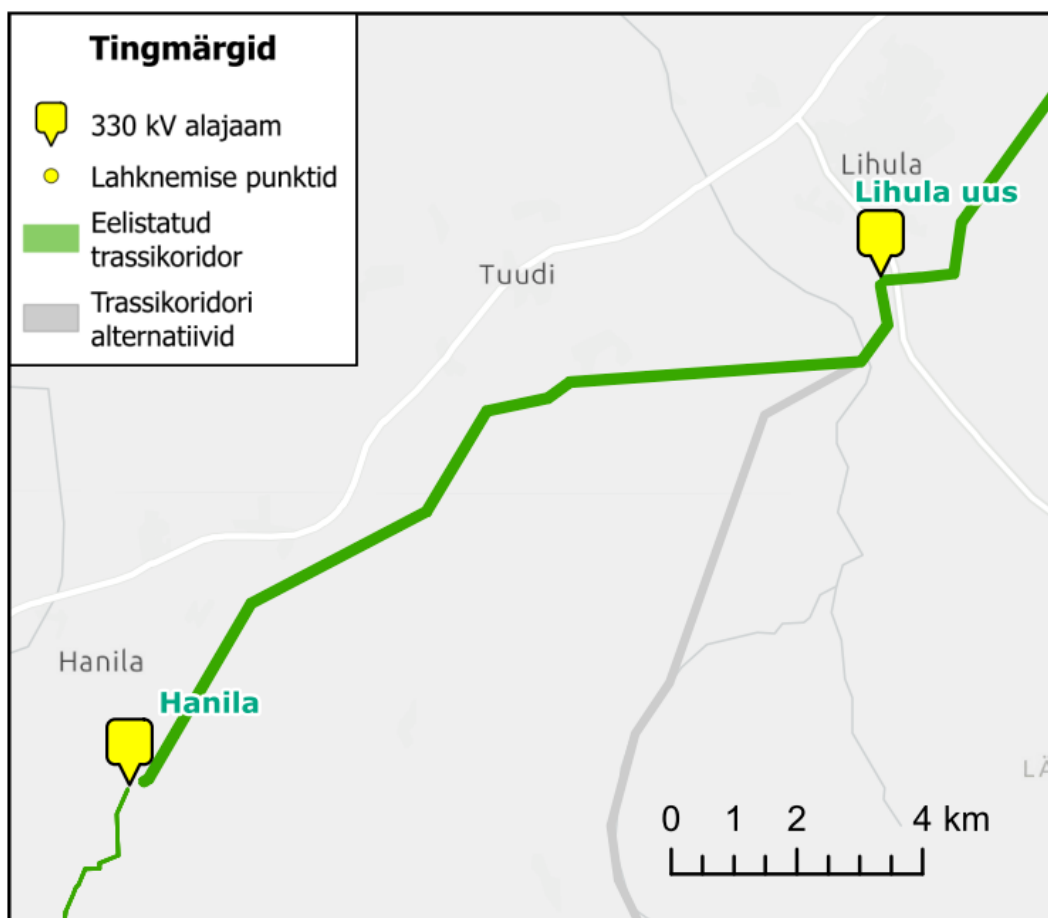 Tingmärgid
330 kV alajaam
Lahknemise punktid
Eelistatud
trassikoridor
Trassikoridori
alternatiivid
Lihula
Lihula uus
Tuudi
Hanila
Hanila
LÄ
0 1 2 4 km